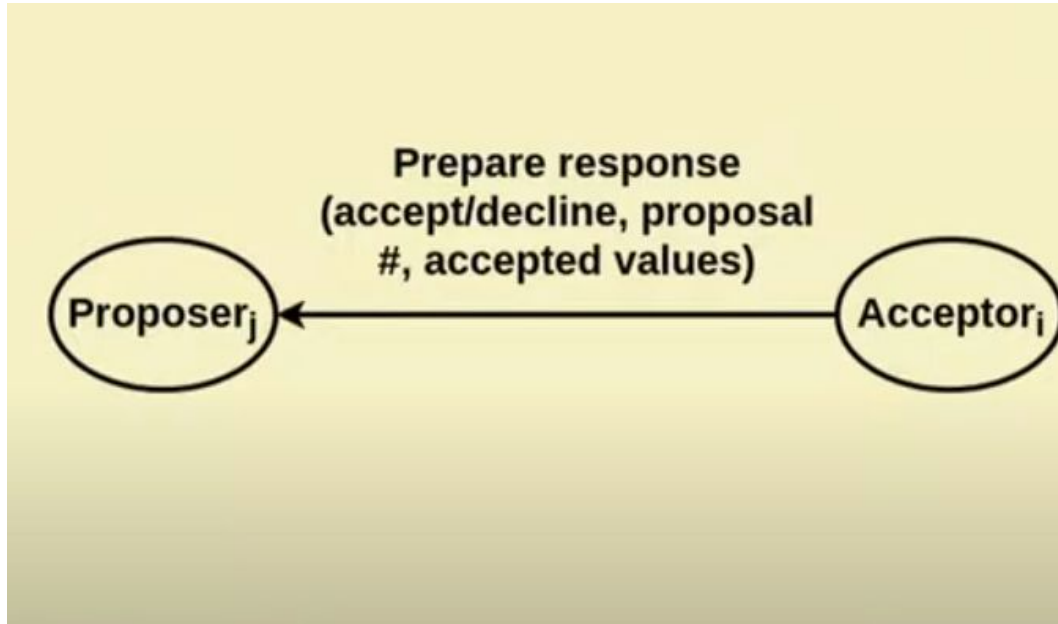 Prepare response
(accept/decline, proposal
#, accepted values)
Proposerj
Acceptori